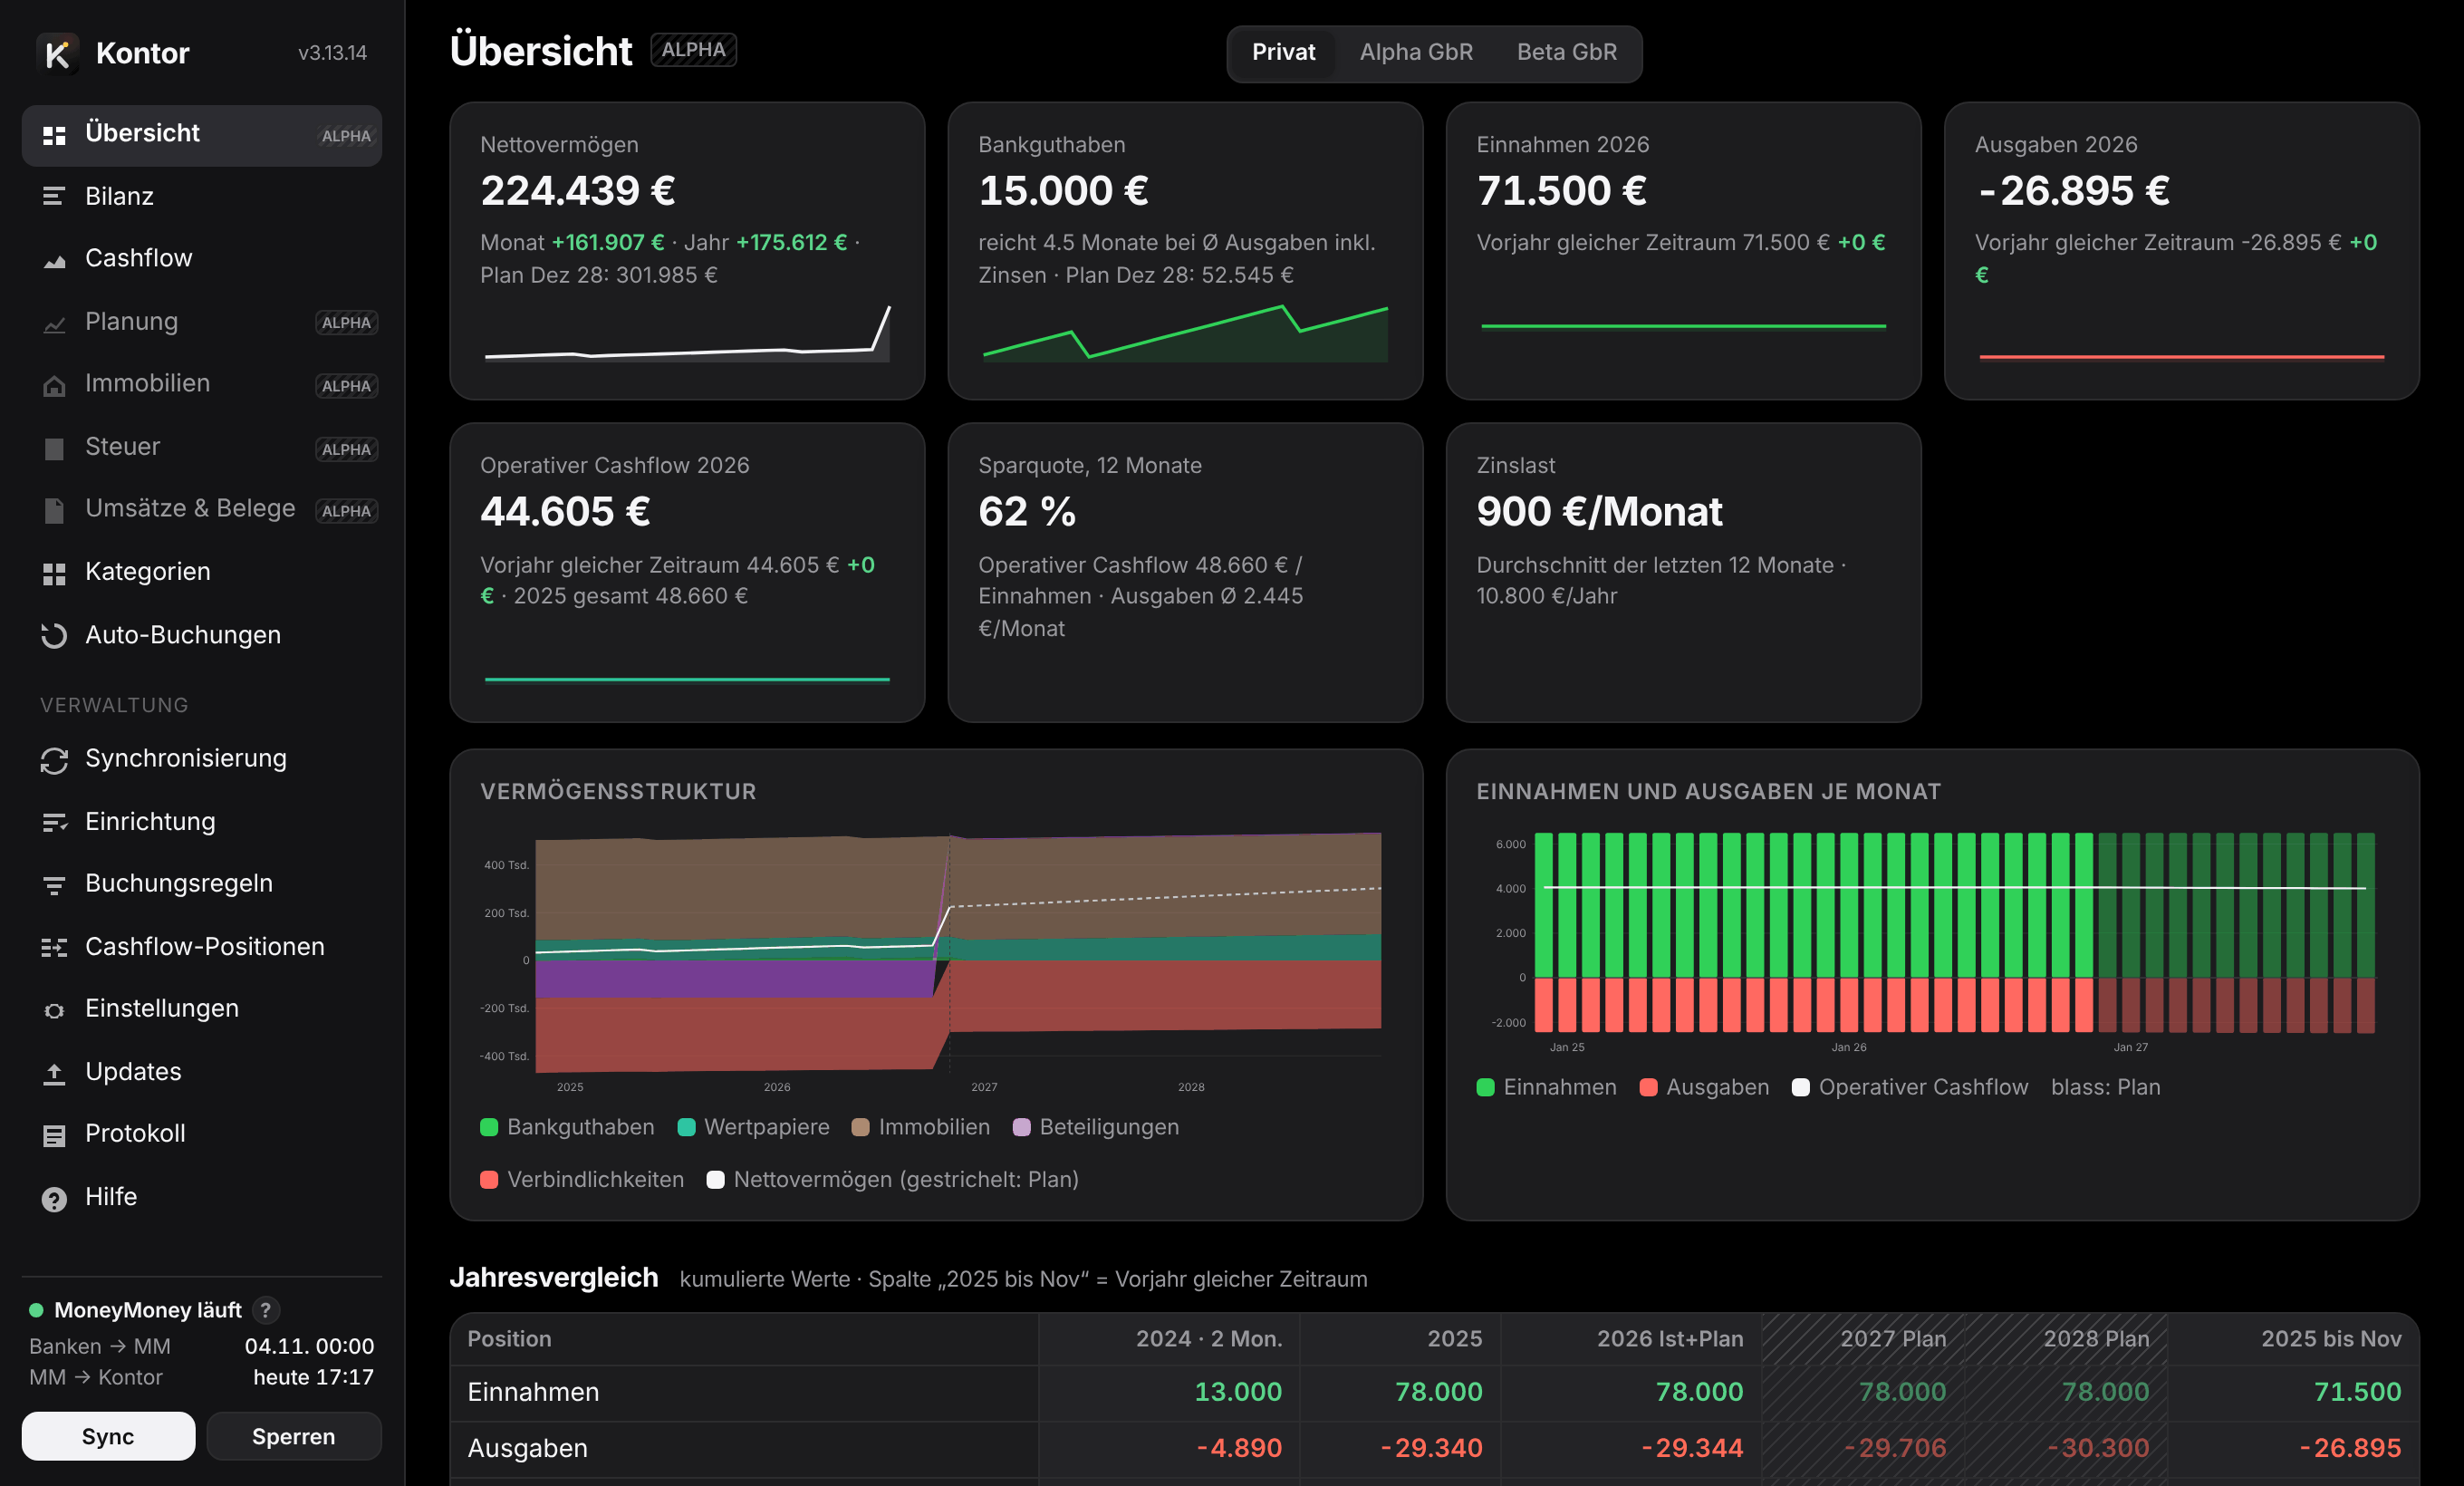 Kontor
v3.13.14
Übersicht ALPHA
Bilanz
Cashflow
Planung ALPHA
Immobilien ALPHA
Steuer ALPHA
Umsätze & Belege ALPHA
Kategorien
Auto-Buchungen
VERWALTUNG
Synchronisierung
Einrichtung
Buchungsregeln
Cashflow-Positionen
Einstellungen
Updates
Protokoll
Hilfe
MoneyMoney läuft ?
Banken → MM 04.11. 00:00
MM → Kontor heute 17:17
Sync Sperren
Übersicht ALPHA
Privat Alpha GbR Beta GbR
Nettovermögen
224.439 €
Monat +161.907 € · Jahr +175.612 € ·
Plan Dez 28: 301.985 €
Bankguthaben
15.000 €
reicht 4.5 Monate bei Ø Ausgaben inkl.
Zinsen · Plan Dez 28: 52.545 €
Einnahmen 2026
71.500 €
Vorjahr gleicher Zeitraum 71.500 € +0 €
Ausgaben 2026
-26.895 €
Vorjahr gleicher Zeitraum -26.895 € +0
€
Operativer Cashflow 2026
44.605 €
Vorjahr gleicher Zeitraum 44.605 € +0
€ · 2025 gesamt 48.660 €
Sparquote, 12 Monate
62 %
Operativer Cashflow 48.660 € /
Einnahmen · Ausgaben Ø 2.445
€/Monat
Zinslast
900 €/Monat
Durchschnitt der letzten 12 Monate ·
10.800 €/Jahr
VERMÖGENSSTRUKTUR
400 Tsd.
200 Tsd.
0
-200 Tsd.
-400 Tsd.
2025 2026 2027 2028
Bankguthaben Wertpapiere Immobilien Beteiligungen
Verbindlichkeiten Nettovermögen (gestrichelt: Plan)
EINNAHMEN UND AUSGABEN JE MONAT
6.000
4.000
2.000
0
-2.000
Jan 25 Jan 26 Jan 27
Einnahmen Ausgaben Operativer Cashflow blass: Plan
Jahresvergleich kumulierte Werte · Spalte „2025 bis Nov“ = Vorjahr gleicher Zeitraum
Position 2024 · 2 Mon. 2025 2026 Ist+Plan 2027 Plan 2028 Plan 2025 bis Nov
Einnahmen 13.000 78.000 78.000 78.000 78.000 71.500
Ausgaben -4.890 -29.340 -29.344 -29.706 -30.300 -26.895